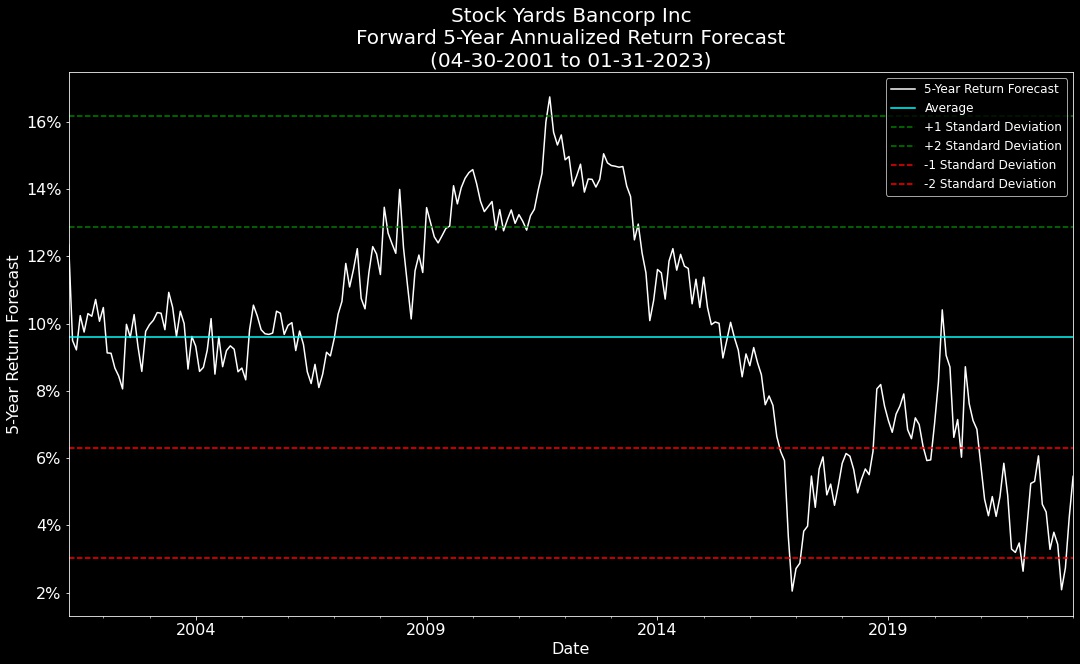 Stock Yards Bancorp Inc
Forward 5-Year Annualized Return Forecast
(04-30-2001 to 01-31-2023)
5-Year Return Forecast
Average
+1 Standard Deviation
+2 Standard Deviation
-1 Standard Deviation
-2 Standard Deviation
16%
14%
12%
10%
8%
6%
4%
2%
5-Year Return Forecast
2004
2009
2014
2019
Date